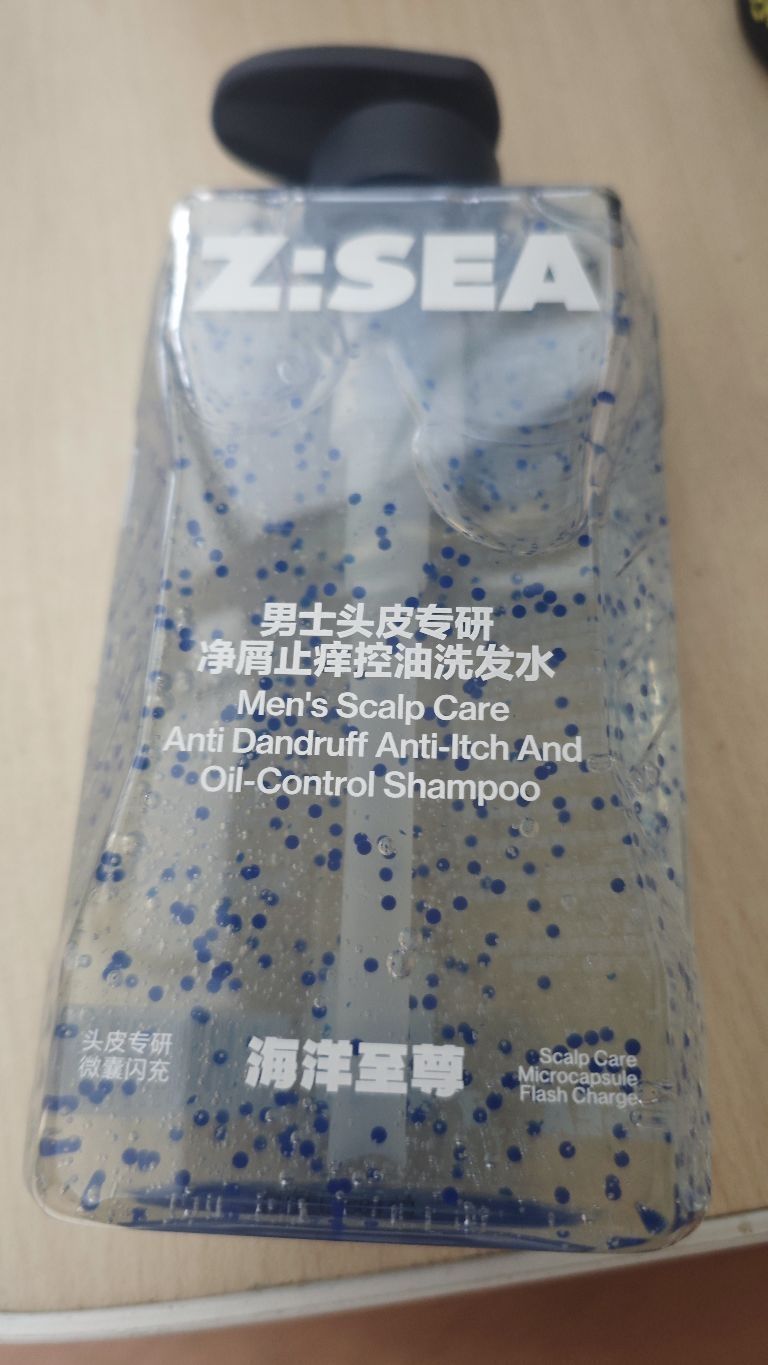 Z:SEA
男士头皮专研
净屑止痒控油洗发水
Men's Scalp Care
Anti Dandruff Anti-Itch And
Oil-Control Shampoo
头皮专研
微囊闪充
海洋至尊
Scalp Care
Microcapsule
Flash Charge